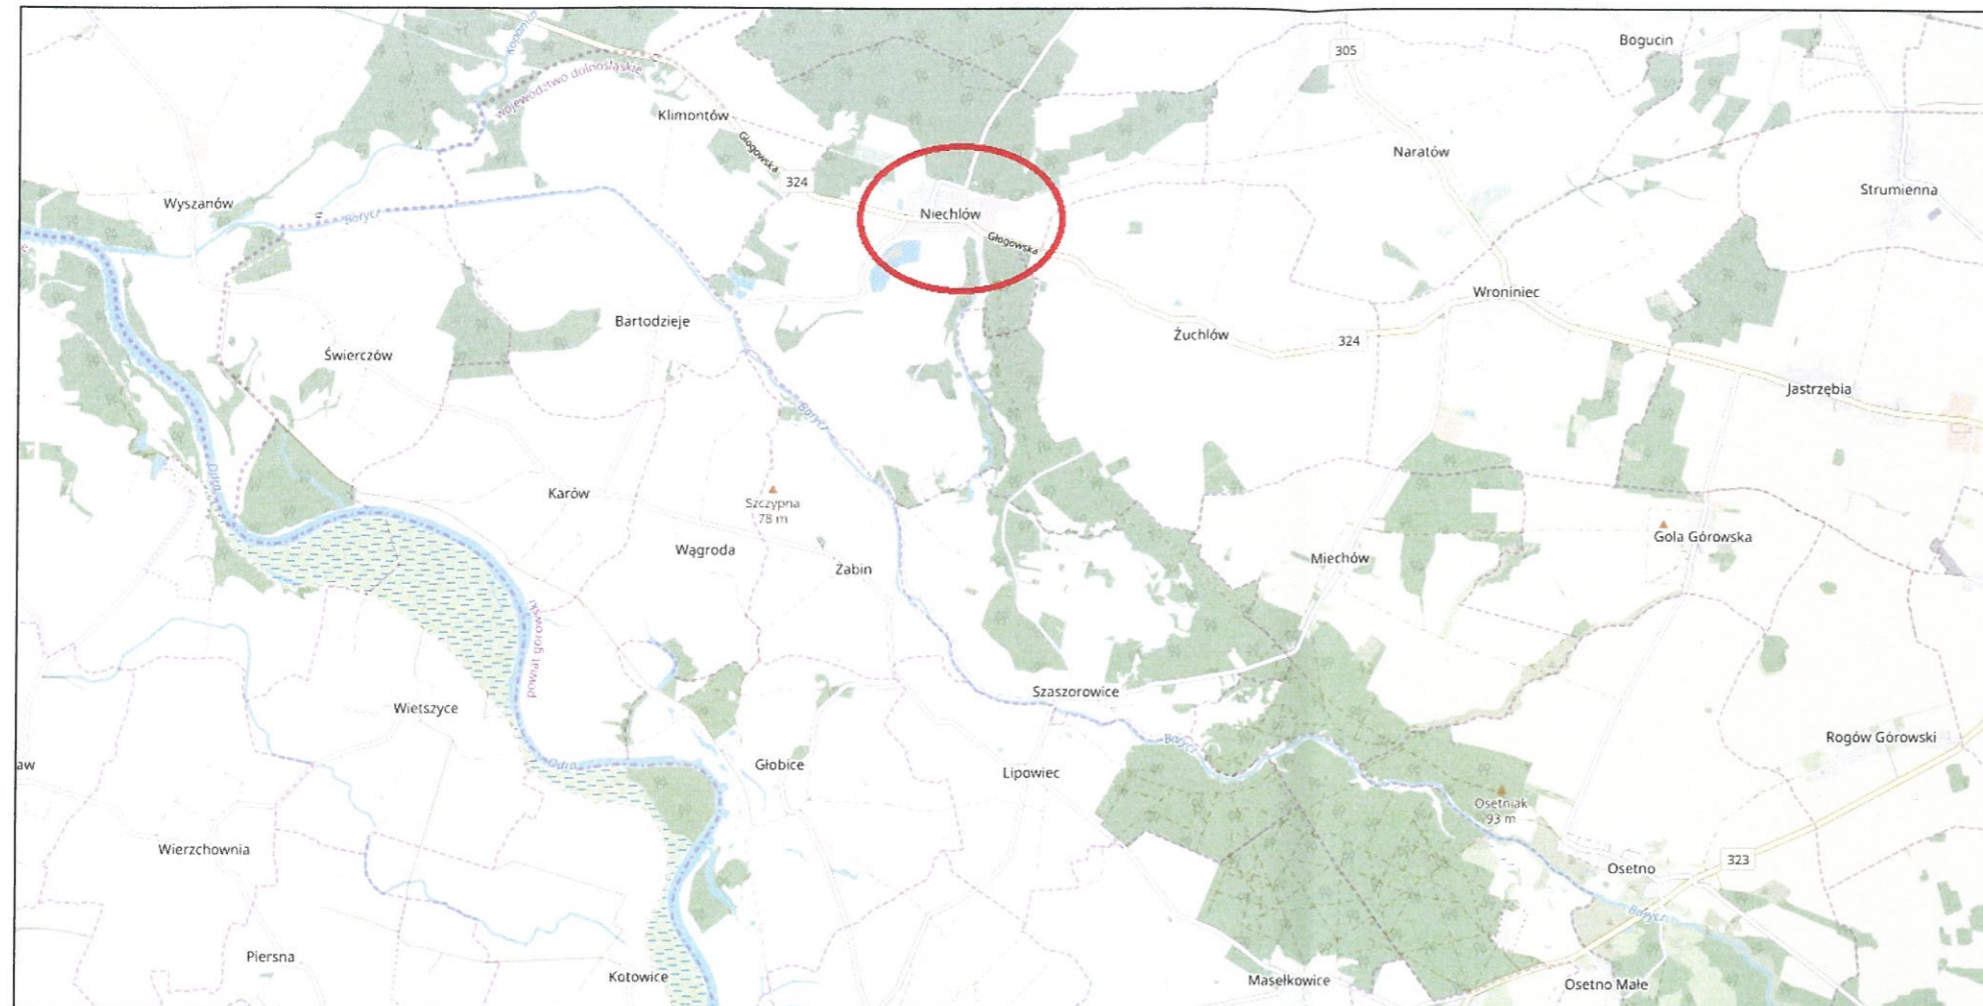 Kopanica
305
Bogucin
województwo dolnośląskie
Klimontów
Głogowska
Naratów
324
Strumienna
Wyszanów
Barycz
Niechlów
Głogowska
Wroniniec
Bartodzieje
Żuchlów
324
Świerczów
Jastrzębia
Barycz
Odra
Karów
Szczypna
78 m
Gola Górowska
Wągroda
Miechów
Żabin
powiat górowski
Szaszorowice
Wietszyce
Barycz
Rogów Górowski
aw
Odra
Głobice
Lipowiec
Osetniak
93 m
Wierzchownia
323
Osetno
Barycz
Piersna
Kotowice
Masełkowice
Osetno Małe